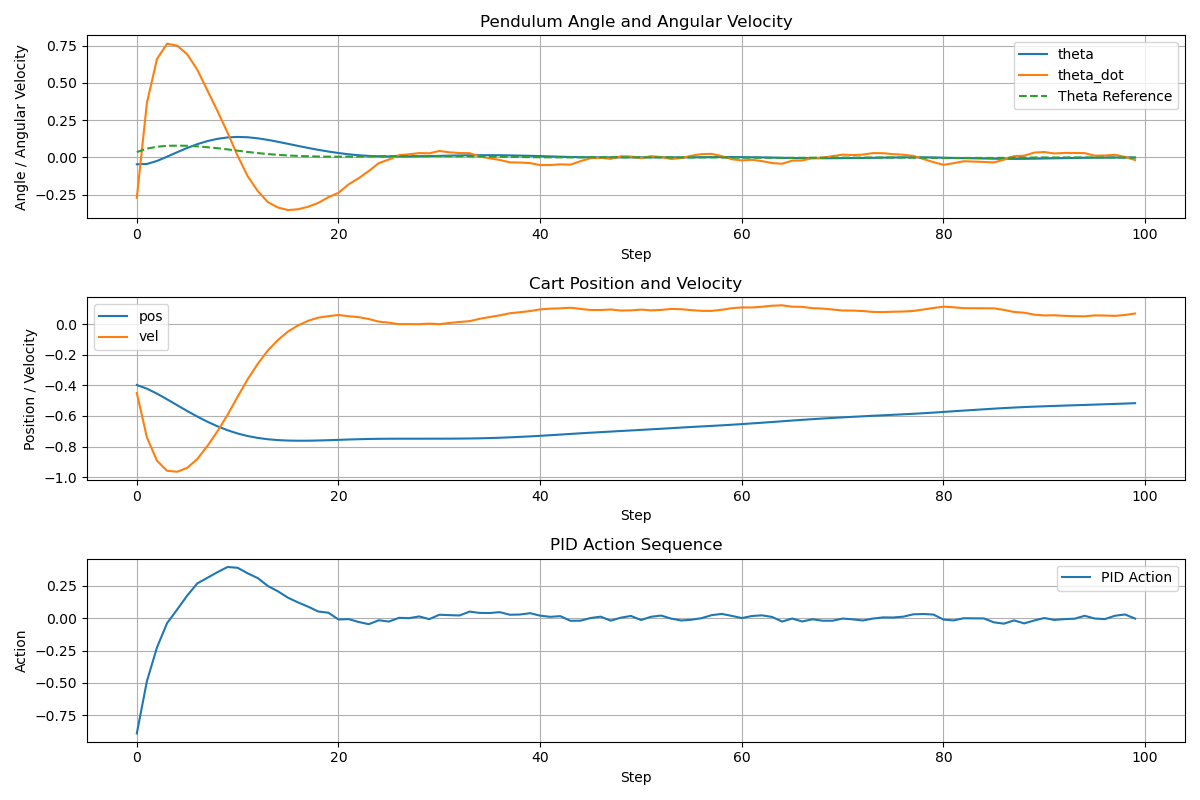 Pendulum Angle and Angular Velocity
Angle / Angular Velocity
0.75
0.50
0.25
0.00
−0.25
theta
theta_dot
Theta Reference
0 20 40 60 80 100
Step
Cart Position and Velocity
Position / Velocity
0.0
−0.2
−0.4
−0.6
−0.8
−1.0
pos
vel
0 20 40 60 80 100
Step
PID Action Sequence
Action
0.25
0.00
−0.25
−0.50
−0.75
PID Action
0 20 40 60 80 100
Step